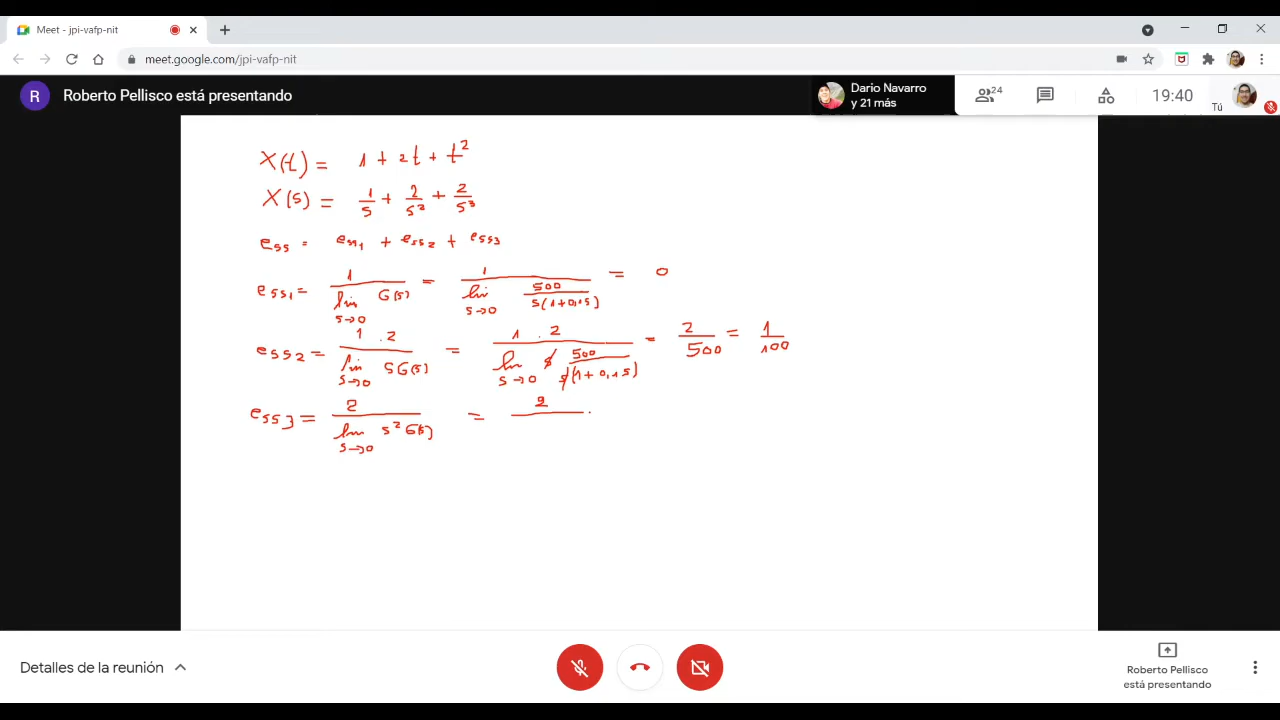 Meet - jpi-vafp-nit
meet.google.com/jpi-vafp-nit
R Roberto Pellisco está presentando
Dario Navarro
y 21 más
24
19:40
Tú
X(t) = 1 + 2t + t²
X(s) = 1/s + 2/s² + 2/s³
ess = ess1 + ess2 + ess3
ess1 = 1 / lim s→0 G(s) = 1 / lim s→0 500/s(1+0,1s) = 0
ess2 = 1 . 2 / lim s→0 sG(s) = 1 . 2 / lim s→0 s 500/s(1+0,1s) = 2/500 = 1/100
ess3 = 2 / lim s→0 s² G(s) = 2
Detalles de la reunión
Roberto Pellisco
está presentando